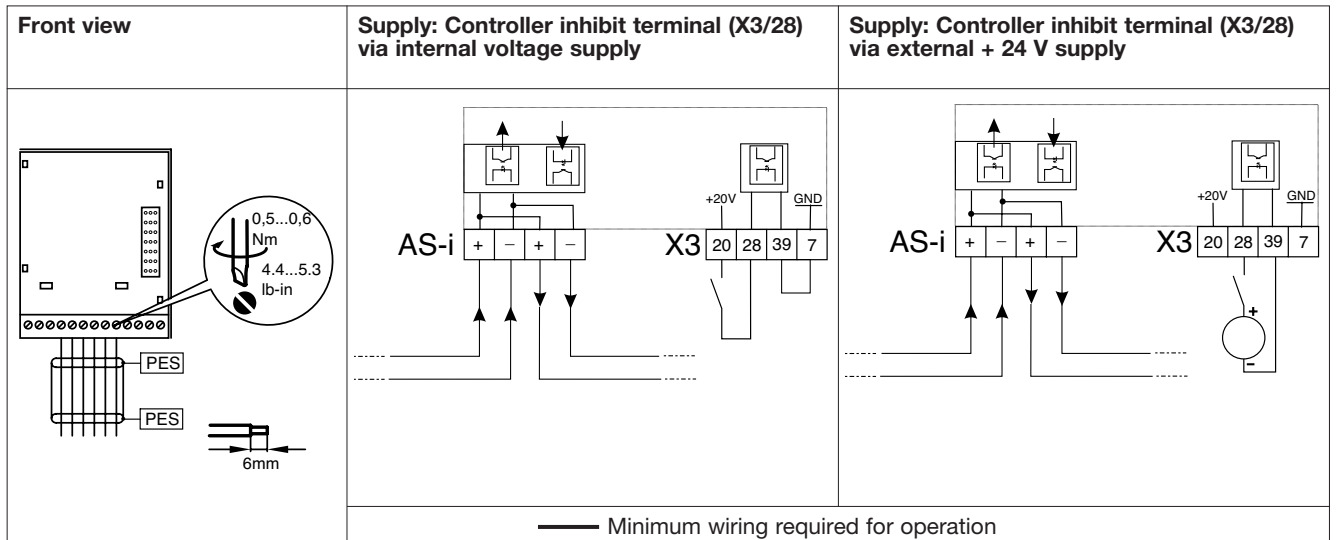 Front view
Supply: Controller inhibit terminal (X3/28)
via internal voltage supply
Supply: Controller inhibit terminal (X3/28)
via external + 24 V supply
0,5...0,6
Nm
4.4...5.3
lb-in
PES
PES
6mm
+20V
GND
AS-i + − + −
X3 20 28 39 7
+20V
GND
AS-i + − + −
X3 20 28 39 7
+
−
Minimum wiring required for operation